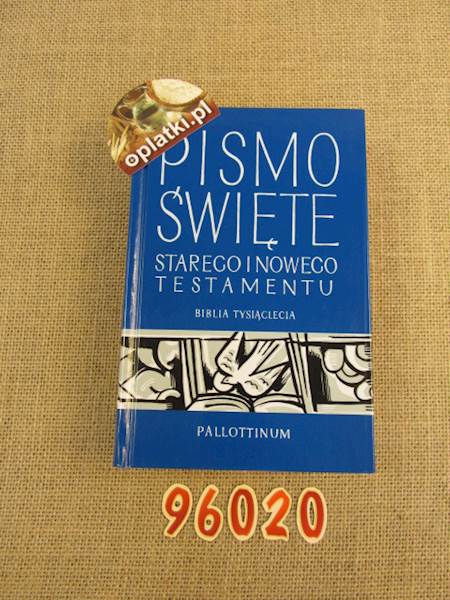 opłatki.pl
PISMO
ŚWIĘTE
STAREGO I NOWEGO
TESTAMENTU
BIBLIA TYSIĄCLECIA
PALLOTTINUM
96020